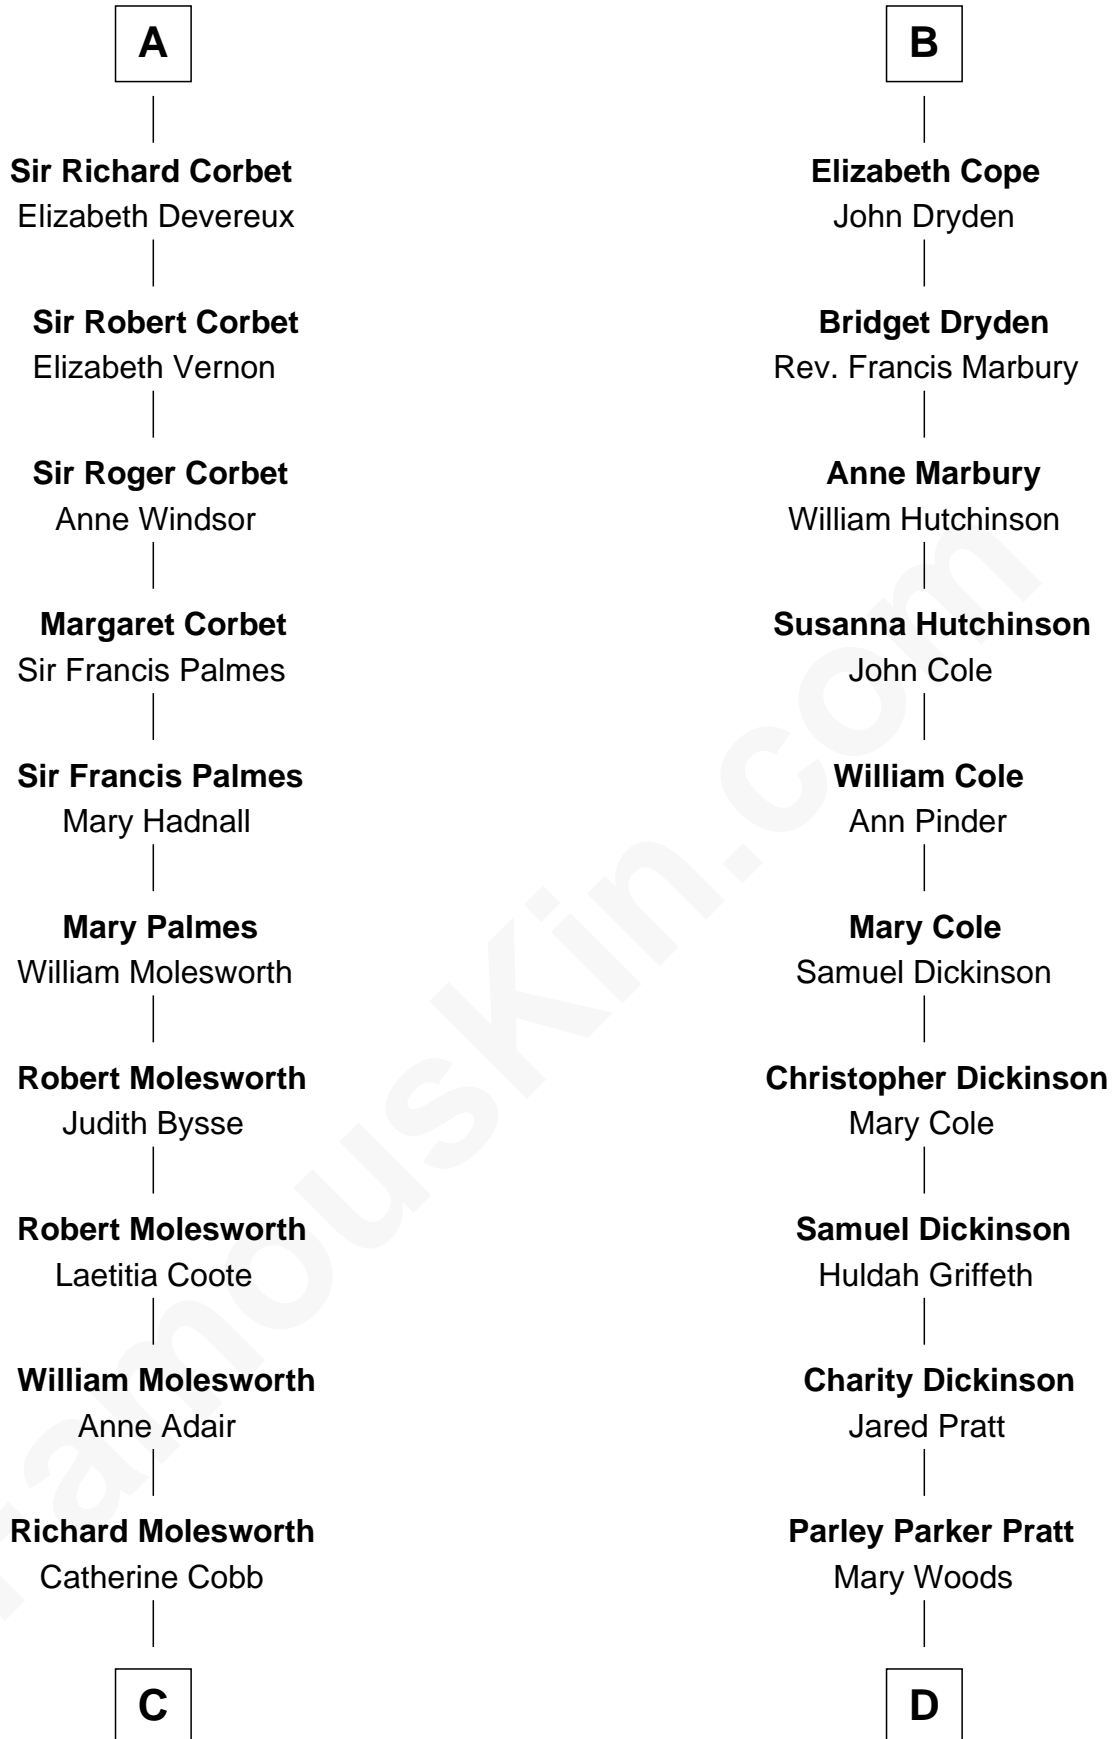 A
Sir Richard Corbet
Elizabeth Devereux
Sir Robert Corbet
Elizabeth Vernon
Sir Roger Corbet
Anne Windsor
Margaret Corbet
Sir Francis Palmes
Sir Francis Palmes
Mary Hadnall
Mary Palmes
William Molesworth
Robert Molesworth
Judith Bysse
Robert Molesworth
Laetitia Coote
William Molesworth
Anne Adair
Richard Molesworth
Catherine Cobb
C
B
Elizabeth Cope
John Dryden
Bridget Dryden
Rev. Francis Marbury
Anne Marbury
William Hutchinson
Susanna Hutchinson
John Cole
William Cole
Ann Pinder
Mary Cole
Samuel Dickinson
Christopher Dickinson
Mary Cole
Samuel Dickinson
Huldah Griffeth
Charity Dickinson
Jared Pratt
Parley Parker Pratt
Mary Woods
D
FamousKin.com